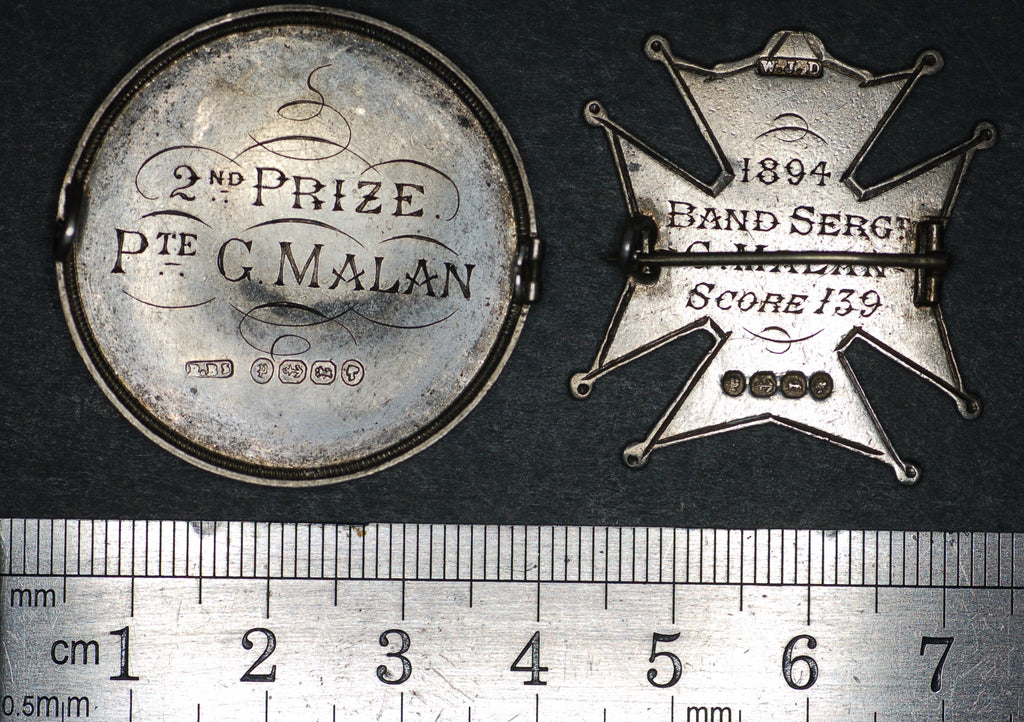 2ND PRIZE.
PTE G. MALAN
W.J.D
1894
BAND SERGT
G. MALAN
SCORE 139
mm
cm 1 2 3 4 5 6 7
0.5mm
mm